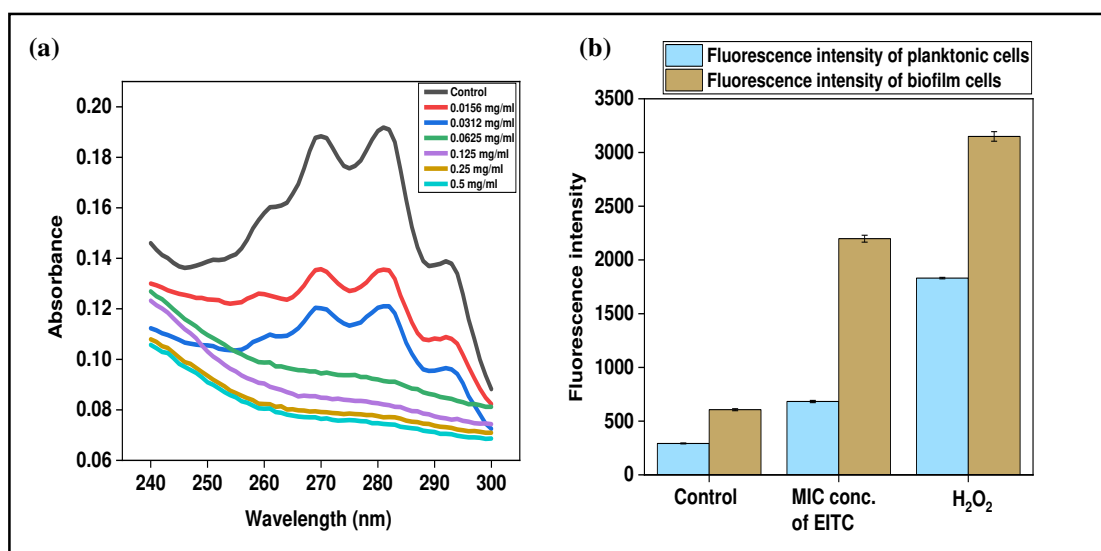 (a)
Control
0.0156 mg/ml
0.0312 mg/ml
0.0625 mg/ml
0.125 mg/ml
0.25 mg/ml
0.5 mg/ml
0.20
0.18
0.16
0.14
0.12
0.10
0.08
0.06
Absorbance
240 250 260 270 280 290 300
Wavelength (nm)
(b)
Fluorescence intensity of planktonic cells
Fluorescence intensity of biofilm cells
3500
3000
2500
2000
1500
1000
500
0
Fluorescence intensity
Control MIC conc. H₂O₂
of EITC